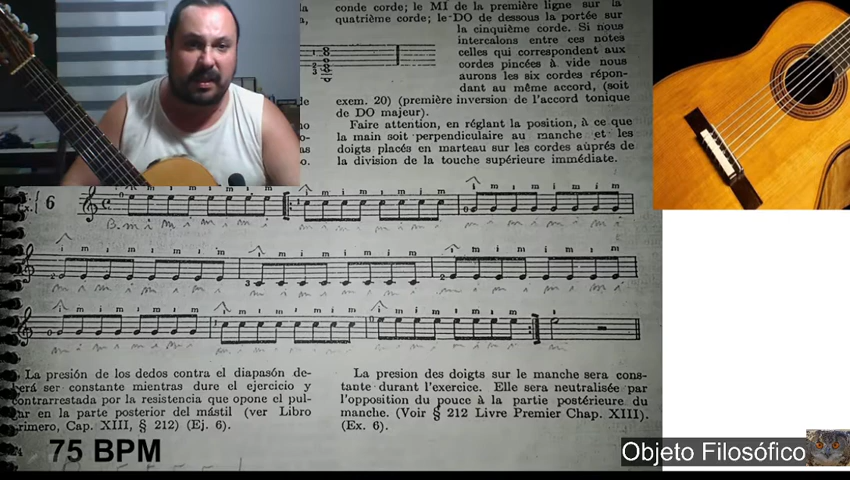 conde corde; le MI de la première ligne sur la
quatrième corde; le DO de dessous la portée sur
la cinquième corde. Si nous
intercalons entre ces notes
celles qui correspondent aux
cordes pincées à vide nous
aurons les six cordes répon-
dant au même accord, (soit
exem. 20) (première inversion de l'accord tonique
de DO majeur).
Faire attention, en réglant la position, à ce que
la main soit perpendiculaire au manche et les
doigts placés en marteau sur les cordes auprés de
la division de la touche supérieure immédiate.
6
m i m i m i m
i m i m i m i m
i m i m i m i m
i m i m i m i m
i m i m i m i m
i m i m i m i m
i m i m i m i m
i m i m i m i m
i m i m i m i m
La presión de los dedos contra el diapasón de-
erá ser constante mientras dure el ejercicio y
contrarrestada por la resistencia que opone el pul-
ar en la parte posterior del mástil (ver Libro
rimero, Cap. XIII, § 212) (Ej. 6).
La presion des doigts sur le manche sera cons-
tante durant l'exercice. Elle sera neutralisée par
l'opposition du pouce à la partie postérieure du
manche. (Voir § 212 Livre Premier Chap. XIII).
(Ex. 6).
75 BPM
Objeto Filosófico